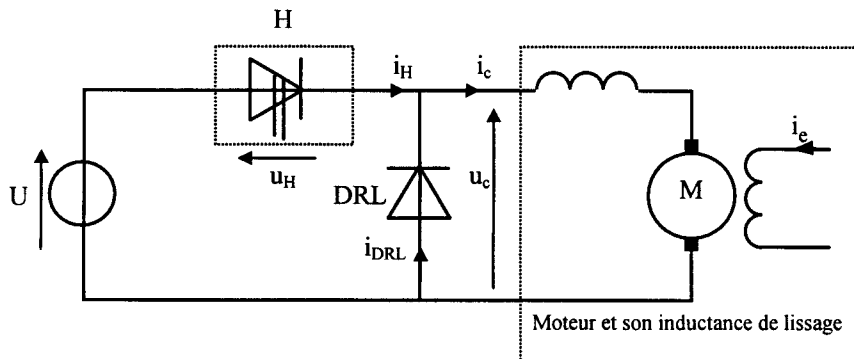 H
i_H
i_c
i_e
U
u_H
DRL
u_c
M
i_DRL
Moteur et son inductance de lissage